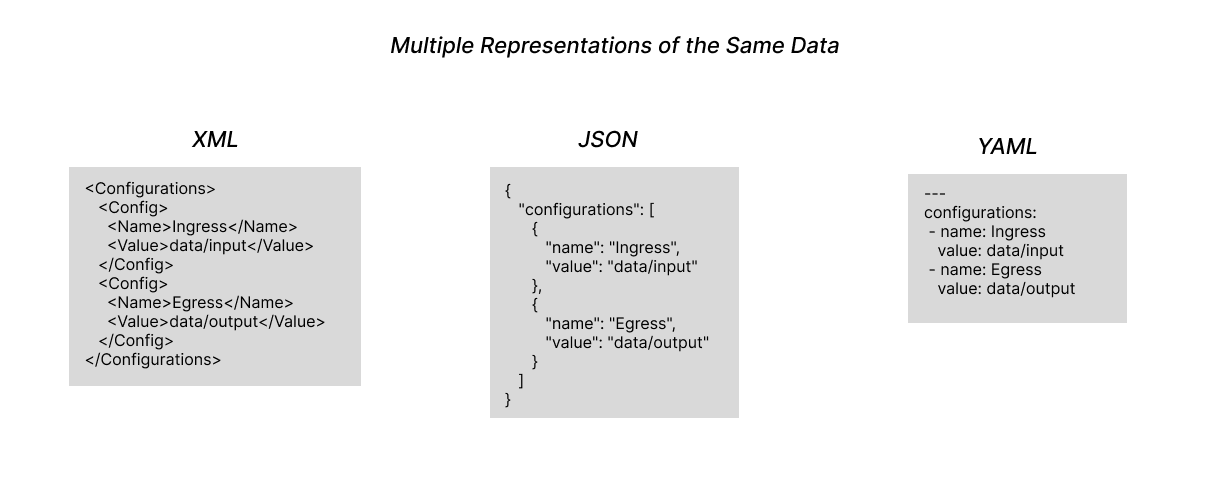 Multiple Representations of the Same Data
XML
<Configurations>
   <Config>
     <Name>Ingress</Name>
     <Value>data/input</Value>
   </Config>
   <Config>
     <Name>Egress</Name>
     <Value>data/output</Value>
   </Config>
</Configurations>
JSON
{
   "configurations": [
      {
         "name": "Ingress",
         "value": "data/input"
      },
      {
         "name": "Egress",
         "value": "data/output"
      }
   ]
}
YAML
---
configurations:
 - name: Ingress
   value: data/input
 - name: Egress
   value: data/output